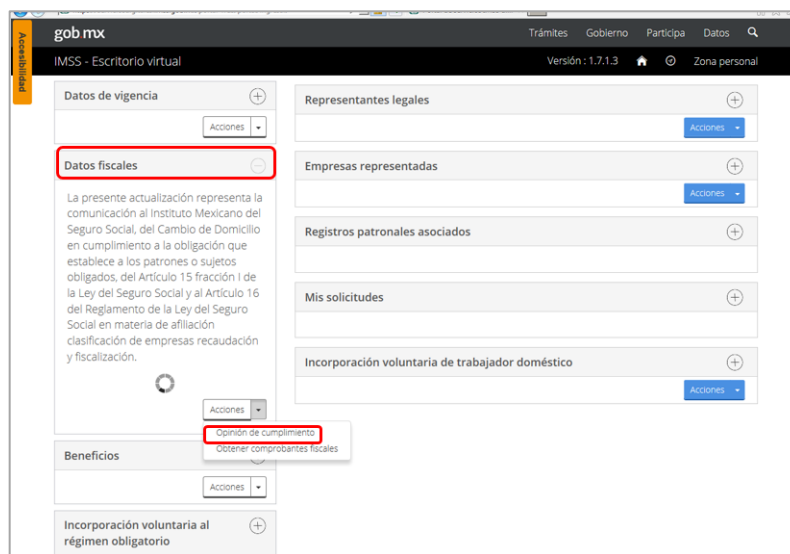 gob.mx
Trámites Gobierno Participa Datos
Accesibilidad
IMSS - Escritorio virtual
Versión : 1.7.1.3 Zona personal
Datos de vigencia
Acciones
Datos fiscales
La presente actualización representa la
comunicación al Instituto Mexicano del
Seguro Social, del Cambio de Domicilio
en cumplimiento a la obligación que
establece a los patrones o sujetos
obligados, del Artículo 15 fracción I de
la Ley del Seguro Social y al Artículo 16
del Reglamento de la Ley del Seguro
Social en materia de afiliación
clasificación de empresas recaudación
y fiscalización.
Acciones
Opinión de cumplimiento
Obtener comprobantes fiscales
Beneficios
Acciones
Incorporación voluntaria al
régimen obligatorio
Representantes legales
Acciones
Empresas representadas
Acciones
Registros patronales asociados
Mis solicitudes
Incorporación voluntaria de trabajador doméstico
Acciones